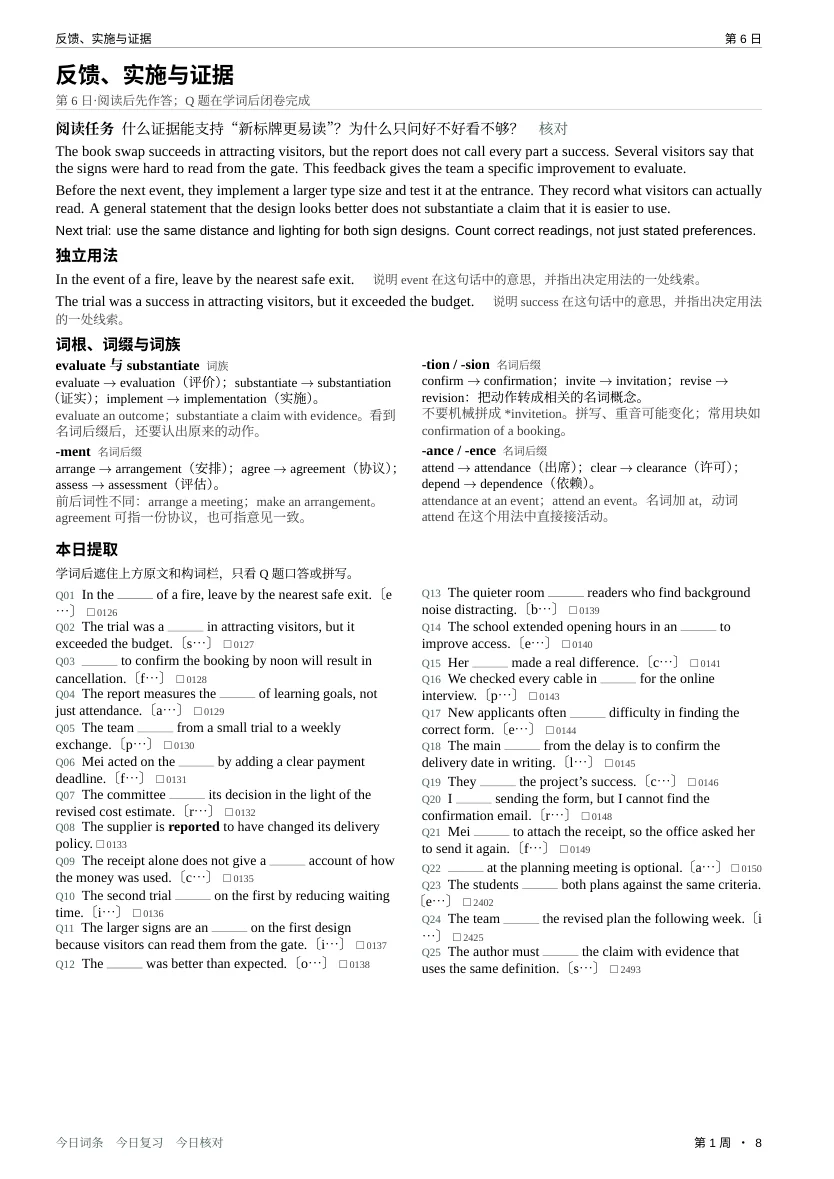 反馈、实施与证据 第 6 日
反馈、实施与证据
第 6 日·阅读后先作答；Q 题在学词后闭卷完成
阅读任务 什么证据能支持“新标牌更易读”？为什么只问好不好看不够？ 核对
The book swap succeeds in attracting visitors, but the report does not call every part a success. Several visitors say that
the signs were hard to read from the gate. This feedback gives the team a specific improvement to evaluate.
Before the next event, they implement a larger type size and test it at the entrance. They record what visitors can actually
read. A general statement that the design looks better does not substantiate a claim that it is easier to use.
Next trial: use the same distance and lighting for both sign designs. Count correct readings, not just stated preferences.
独立用法
In the event of a fire, leave by the nearest safe exit. 说明 event 在这句话中的意思，并指出决定用法的一处线索。
The trial was a success in attracting visitors, but it exceeded the budget. 说明 success 在这句话中的意思，并指出决定用法
的一处线索。
词根、词缀与词族
evaluate 与 substantiate 词族
evaluate → evaluation（评价）；substantiate → substantiation
（证实）；implement → implementation（实施）。
evaluate an outcome；substantiate a claim with evidence。看到
名词后缀后，还要认出原来的动作。
-ment 名词后缀
arrange → arrangement（安排）；agree → agreement（协议）；
assess → assessment（评估）。
前后词性不同：arrange a meeting；make an arrangement。
agreement 可指一份协议，也可指意见一致。
-tion / -sion 名词后缀
confirm → confirmation；invite → invitation；revise →
revision：把动作转成相关的名词概念。
不要机械拼成 *invitetion。拼写、重音可能变化；常用块如
confirmation of a booking。
-ance / -ence 名词后缀
attend → attendance（出席）；clear → clearance（许可）；
depend → dependence（依赖）。
attendance at an event；attend an event。名词加 at，动词
attend 在这个用法中直接接活动。
本日提取
学词后遮住上方原文和构词栏，只看 Q 题口答或拼写。
Q01 In the _____ of a fire, leave by the nearest safe exit.〔e
…〕 □ 0126
Q02 The trial was a _____ in attracting visitors, but it
exceeded the budget.〔s…〕 □ 0127
Q03 _____ to confirm the booking by noon will result in
cancellation.〔f…〕 □ 0128
Q04 The report measures the _____ of learning goals, not
just attendance.〔a…〕 □ 0129
Q05 The team _____ from a small trial to a weekly
exchange.〔p…〕 □ 0130
Q06 Mei acted on the _____ by adding a clear payment
deadline.〔f…〕 □ 0131
Q07 The committee _____ its decision in the light of the
revised cost estimate.〔r…〕 □ 0132
Q08 The supplier is reported to have changed its delivery
policy. □ 0133
Q09 The receipt alone does not give a _____ account of how
the money was used.〔c…〕 □ 0135
Q10 The second trial _____ on the first by reducing waiting
time.〔i…〕 □ 0136
Q11 The larger signs are an _____ on the first design
because visitors can read them from the gate.〔i…〕 □ 0137
Q12 The _____ was better than expected.〔o…〕 □ 0138
Q13 The quieter room _____ readers who find background
noise distracting.〔b…〕 □ 0139
Q14 The school extended opening hours in an _____ to
improve access.〔e…〕 □ 0140
Q15 Her _____ made a real difference.〔c…〕 □ 0141
Q16 We checked every cable in _____ for the online
interview.〔p…〕 □ 0143
Q17 New applicants often _____ difficulty in finding the
correct form.〔e…〕 □ 0144
Q18 The main _____ from the delay is to confirm the
delivery date in writing.〔l…〕 □ 0145
Q19 They _____ the project’s success.〔c…〕 □ 0146
Q20 I _____ sending the form, but I cannot find the
confirmation email.〔r…〕 □ 0148
Q21 Mei _____ to attach the receipt, so the office asked her
to send it again.〔f…〕 □ 0149
Q22 _____ at the planning meeting is optional.〔a…〕 □ 0150
Q23 The students _____ both plans against the same criteria.
〔e…〕 □ 2402
Q24 The team _____ the revised plan the following week.〔i
…〕 □ 2425
Q25 The author must _____ the claim with evidence that
uses the same definition.〔s…〕 □ 2493
今日词条 今日复习 今日核对 第 1 周 · 8